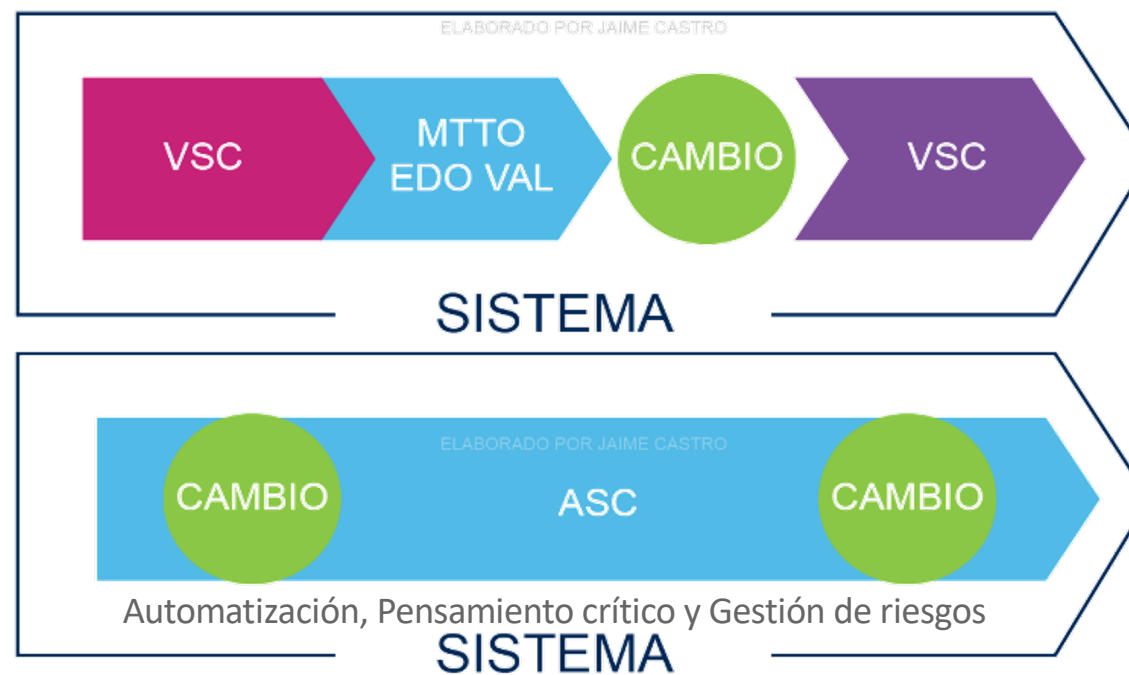 ELABORADO POR JAIME CASTRO
VSC
MTTO
EDO VAL
CAMBIO
VSC
SISTEMA
ELABORADO POR JAIME CASTRO
CAMBIO
ASC
CAMBIO
Automatización, Pensamiento crítico y Gestión de riesgos
SISTEMA